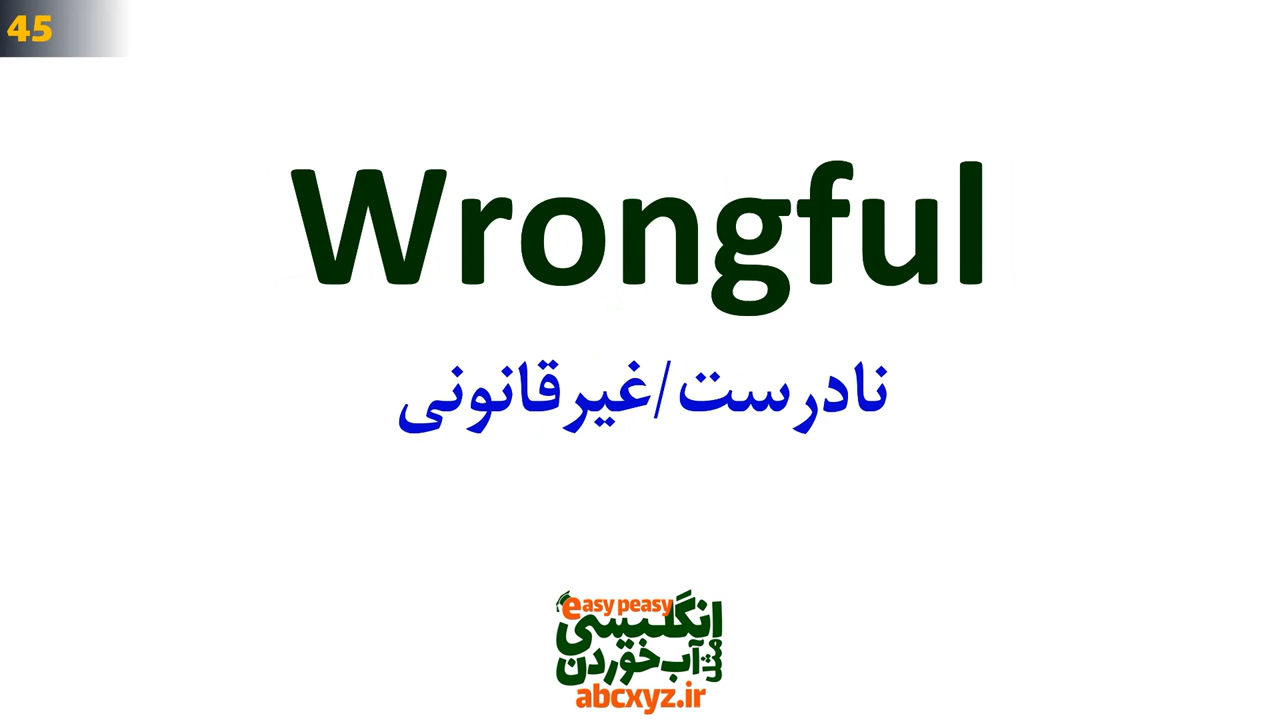 45
Wrongful
نادرست/غیرقانونی
easy peasy
انگلیسی
مثل آب خوردن
abcxyz.ir